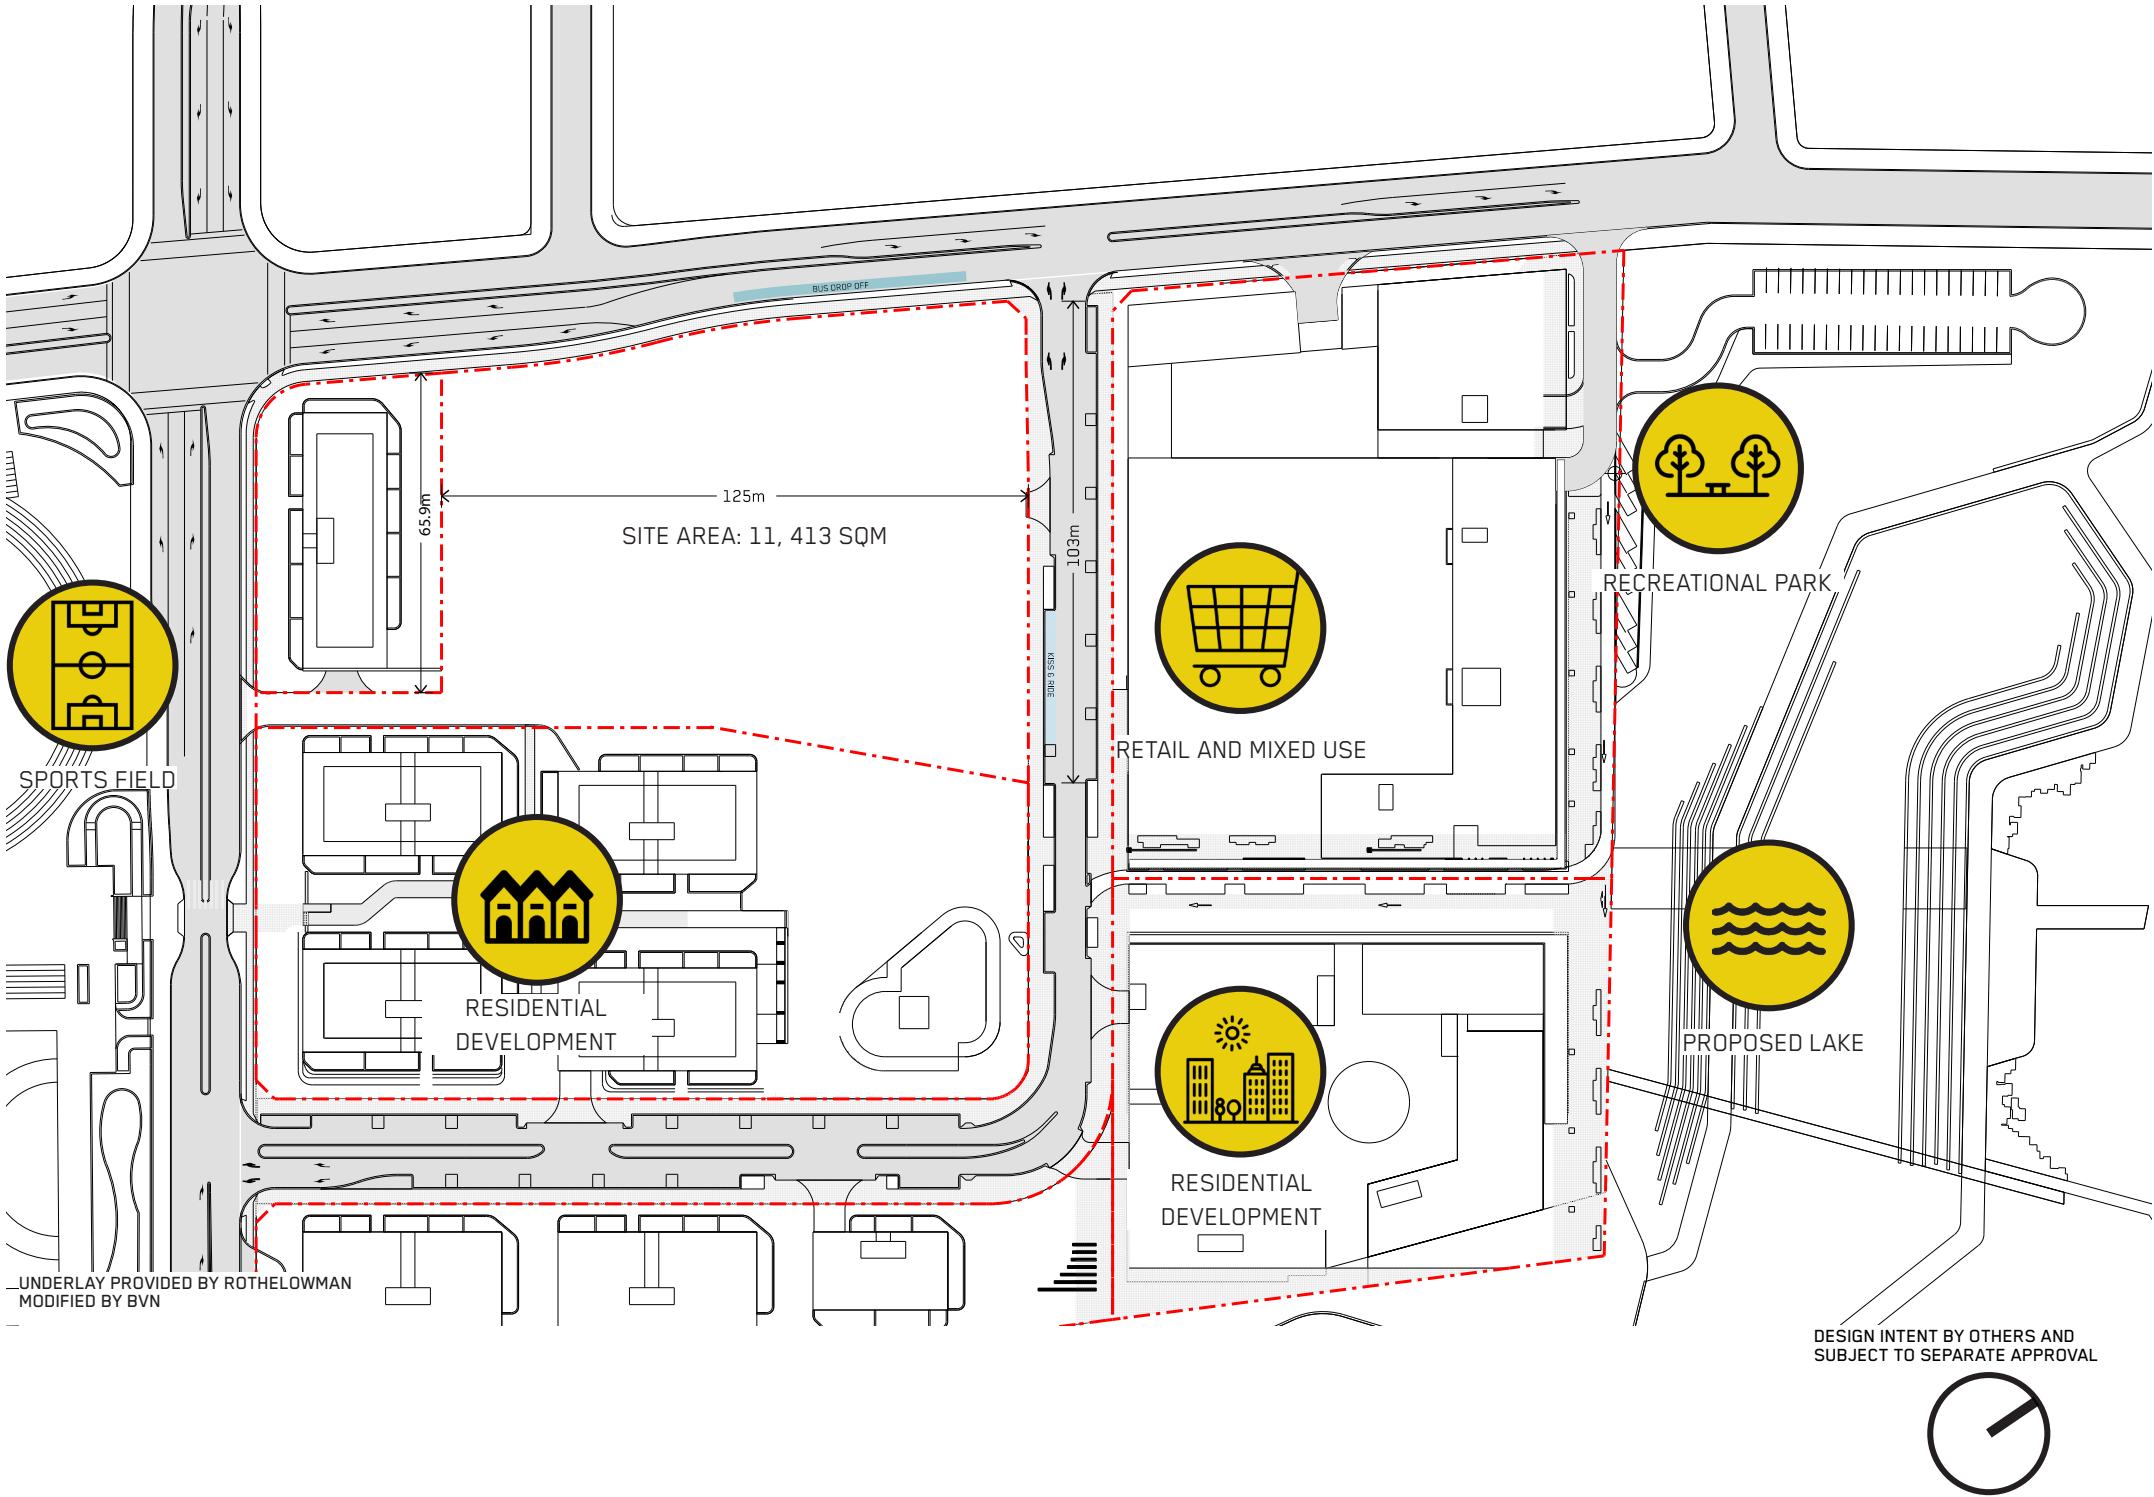 BUS DROP OFF
125m
65.9m
SITE AREA: 11, 413 SQM
103m
KISS & RIDE
RECREATIONAL PARK
RETAIL AND MIXED USE
SPORTS FIELD
RESIDENTIAL
DEVELOPMENT
PROPOSED LAKE
RESIDENTIAL
DEVELOPMENT
UNDERLAY PROVIDED BY ROTHELOWMAN
MODIFIED BY BVN
DESIGN INTENT BY OTHERS AND
SUBJECT TO SEPARATE APPROVAL